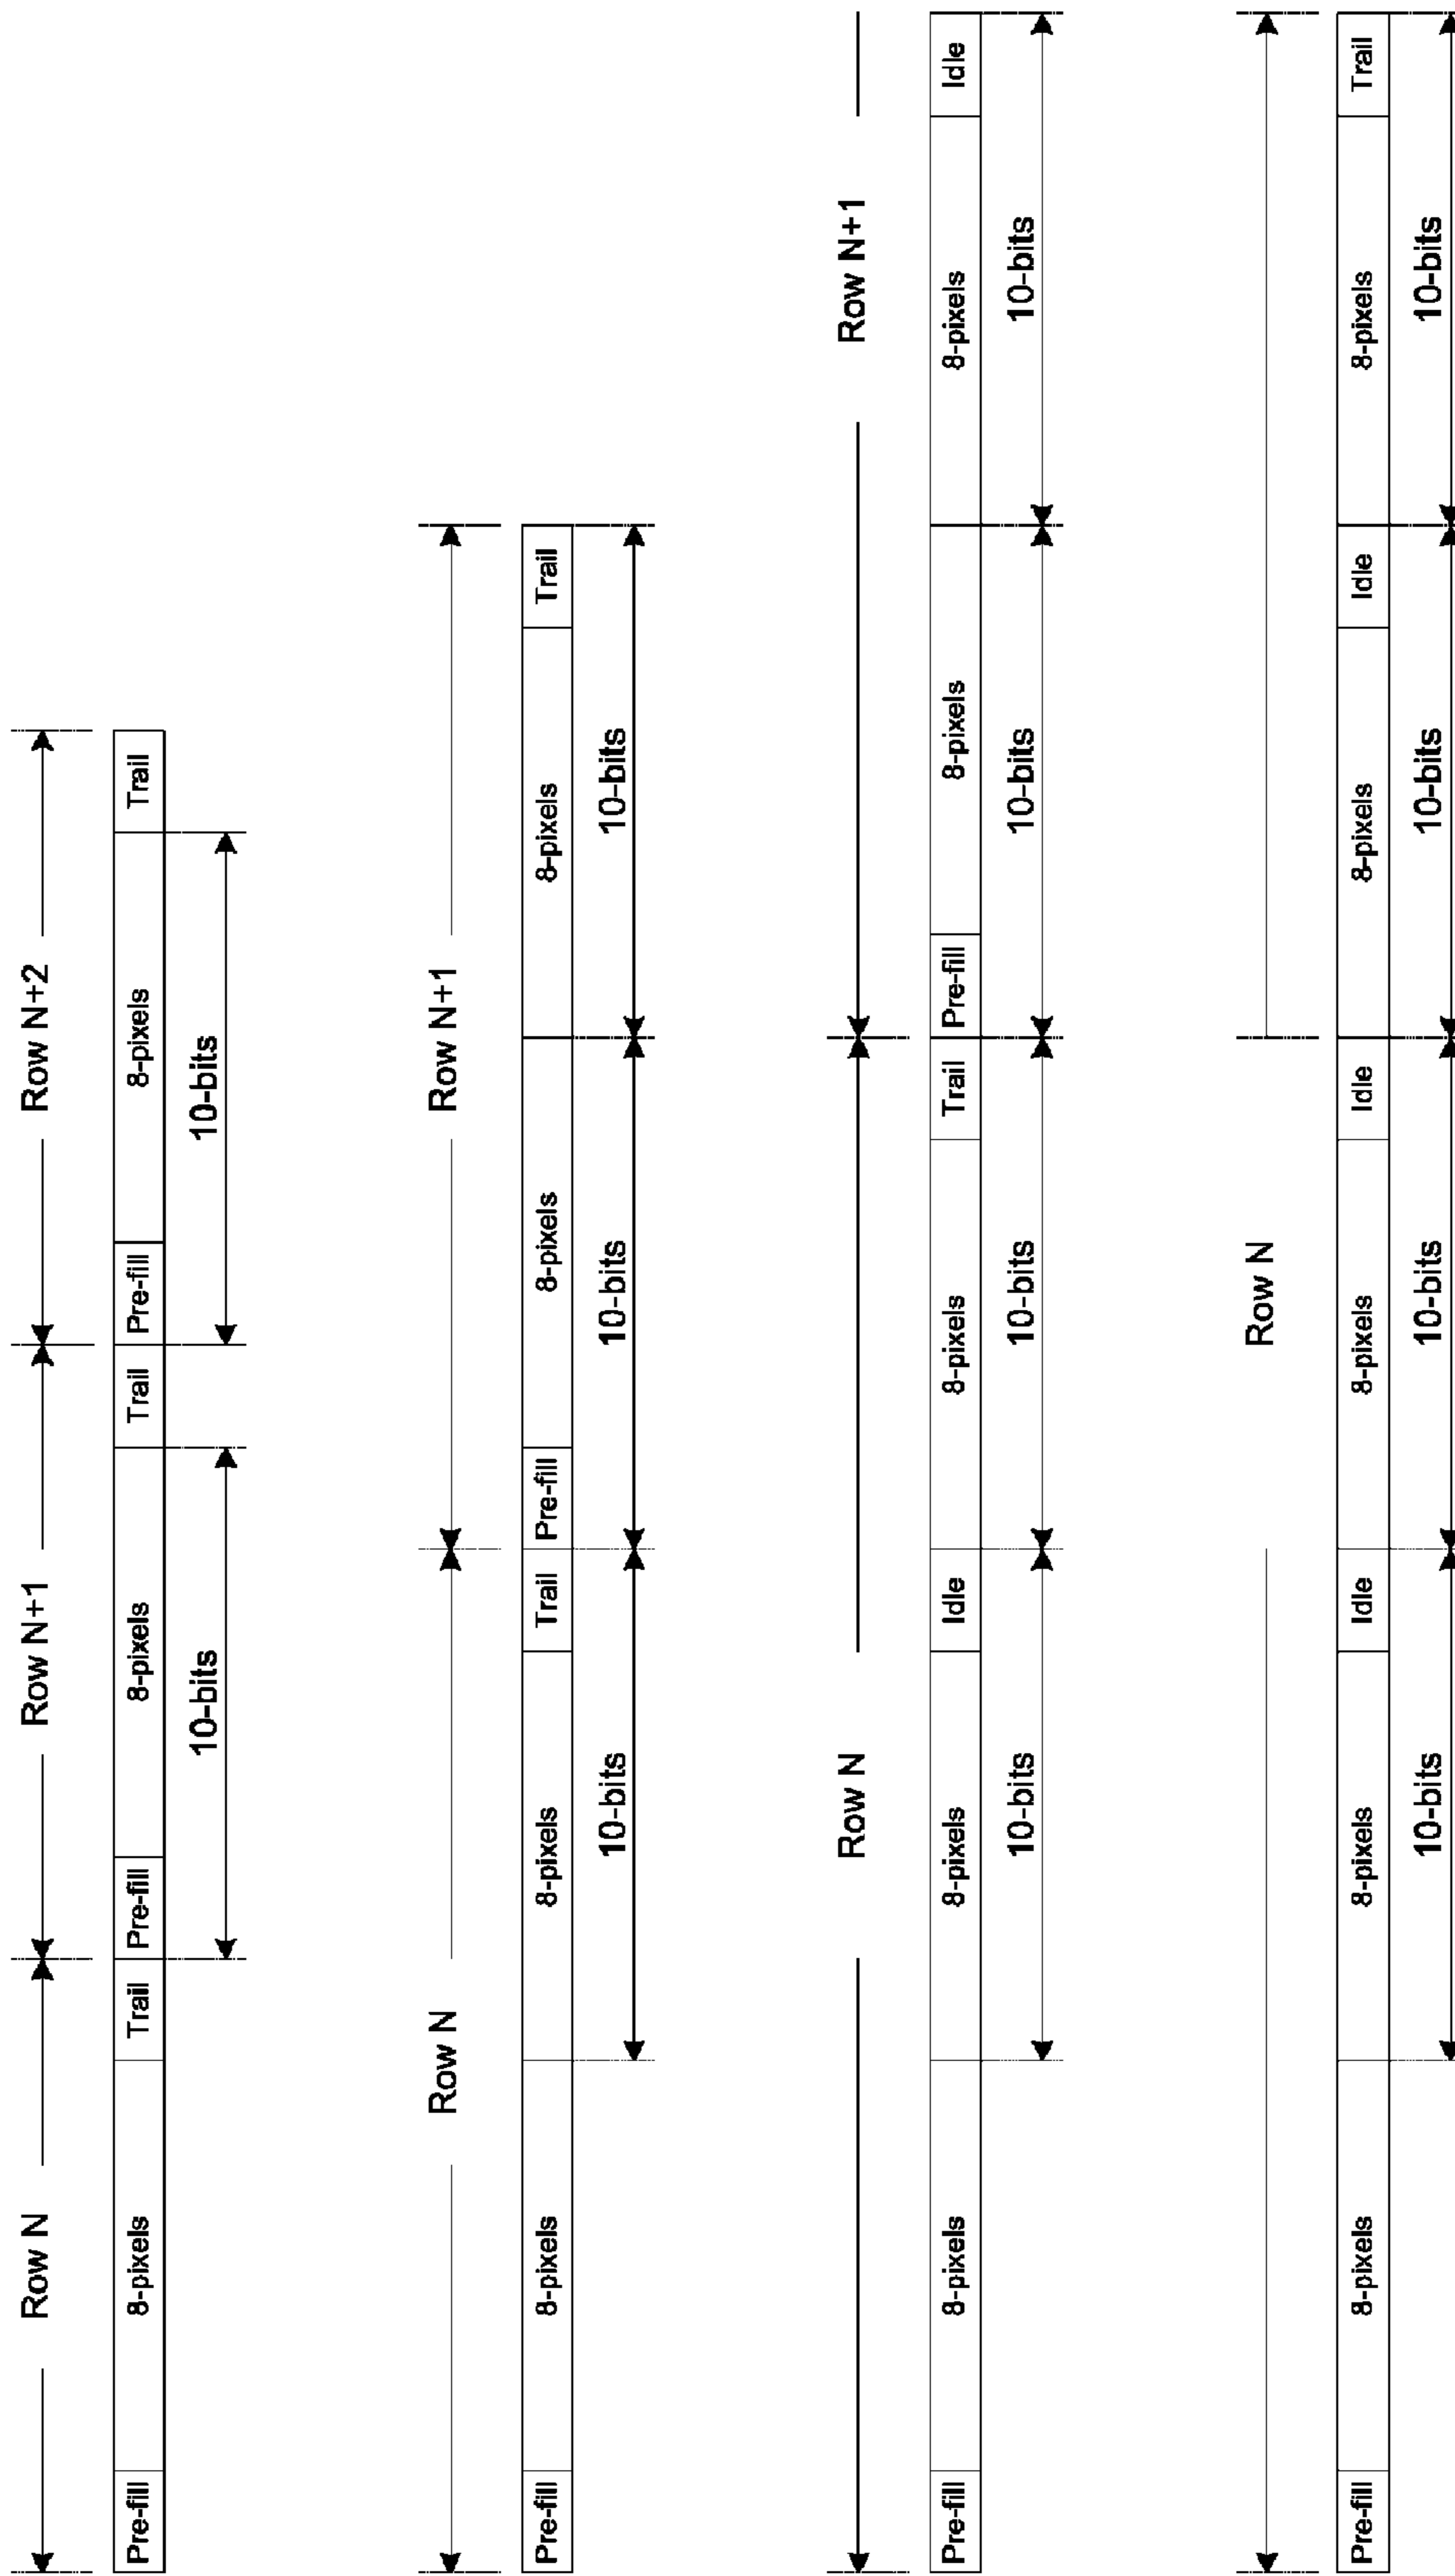 Row N Row N+1 Row N+2
Pre-fill 8-pixels Trail Pre-fill 8-pixels Trail Pre-fill 8-pixels Trail
10-bits 10-bits
Row N Row N+1
Pre-fill 8-pixels 8-pixels Trail Pre-fill 8-pixels 8-pixels Trail
10-bits 10-bits 10-bits
Row N Row N+1
Pre-fill 8-pixels 8-pixels Idle 8-pixels Trail Pre-fill 8-pixels 8-pixels Idle
10-bits 10-bits 10-bits 10-bits
Row N
Pre-fill 8-pixels 8-pixels Idle 8-pixels Idle 8-pixels Idle 8-pixels Trail
10-bits 10-bits 10-bits 10-bits